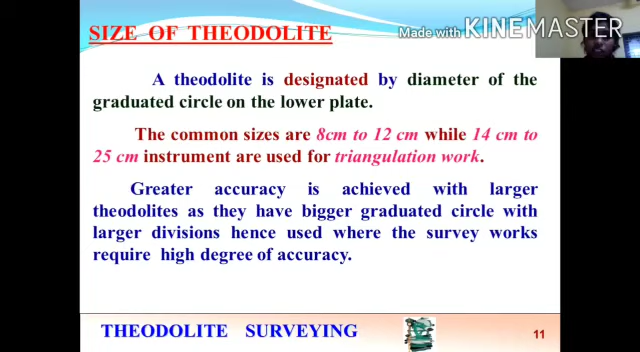 SIZE OF THEODOLITE
Made with KINEMASTER
A theodolite is designated by diameter of the
graduated circle on the lower plate.
The common sizes are 8cm to 12 cm while 14 cm to
25 cm instrument are used for triangulation work.
Greater accuracy is achieved with larger
theodolites as they have bigger graduated circle with
larger divisions hence used where the survey works
require high degree of accuracy.
THEODOLITE SURVEYING
11